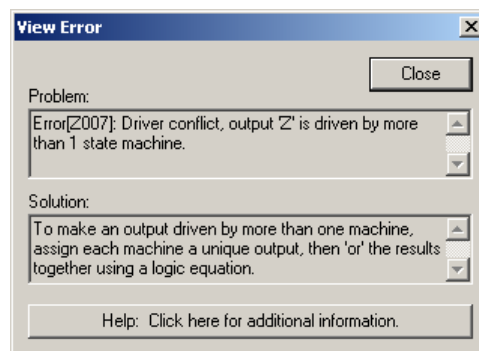 View Error
Close
Problem:
Error[Z007]: Driver conflict, output 'Z' is driven by more
than 1 state machine.
Solution:
To make an output driven by more than one machine,
assign each machine a unique output, then 'or' the results
together using a logic equation.
Help: Click here for additional information.